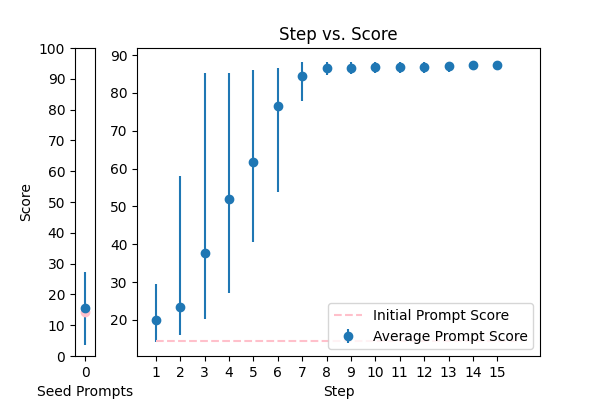 Step vs. Score
100
90
80
70
60
50
40
30
20
10
0
Score
0
Seed Prompts
90
80
70
60
50
40
30
20
1 2 3 4 5 6 7 8 9 10 11 12 13 14 15
Step
Initial Prompt Score
Average Prompt Score